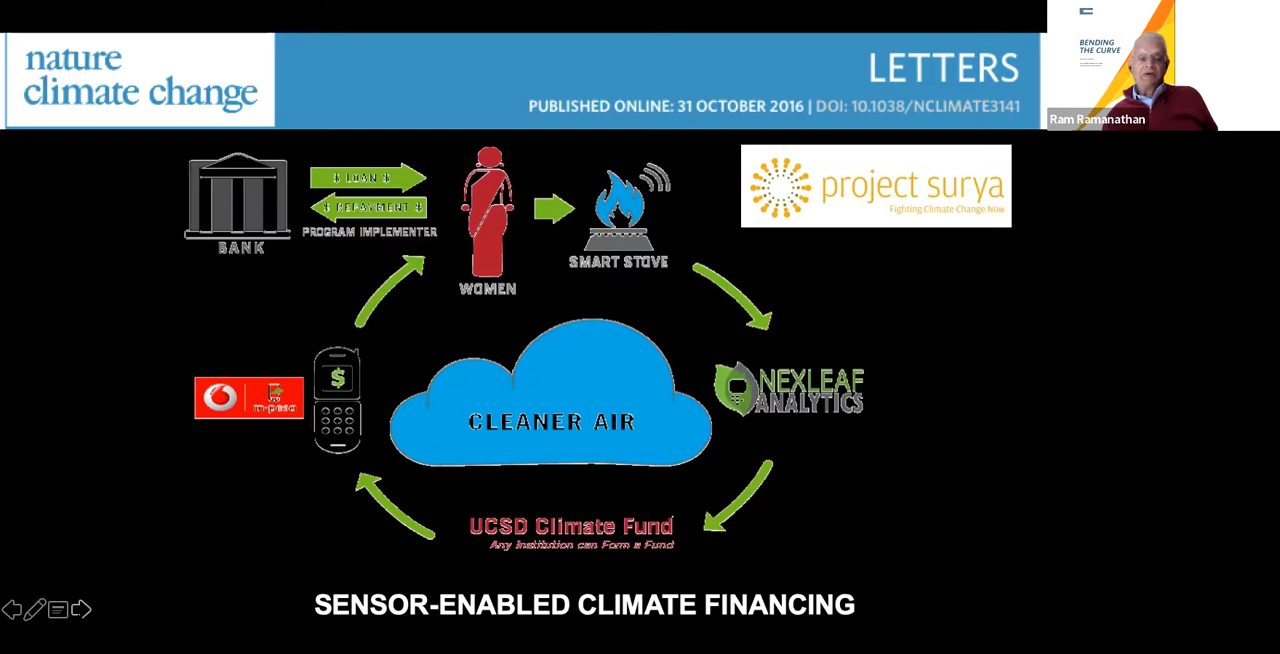 nature
climate change
LETTERS
PUBLISHED ONLINE: 31 OCTOBER 2016 | DOI: 10.1038/NCLIMATE3141
BENDING
THE CURVE
Ram Ramanathan
$ LOAN $
$ REPAYMENT $
PROGRAM IMPLEMENTER
BANK
WOMEN
SMART STOVE
project surya
Fighting Climate Change Now
m-pesa
$
CLEANER AIR
NEXLEAF
ANALYTICS
UCSD Climate Fund
Any Institution can Form a Fund
SENSOR-ENABLED CLIMATE FINANCING